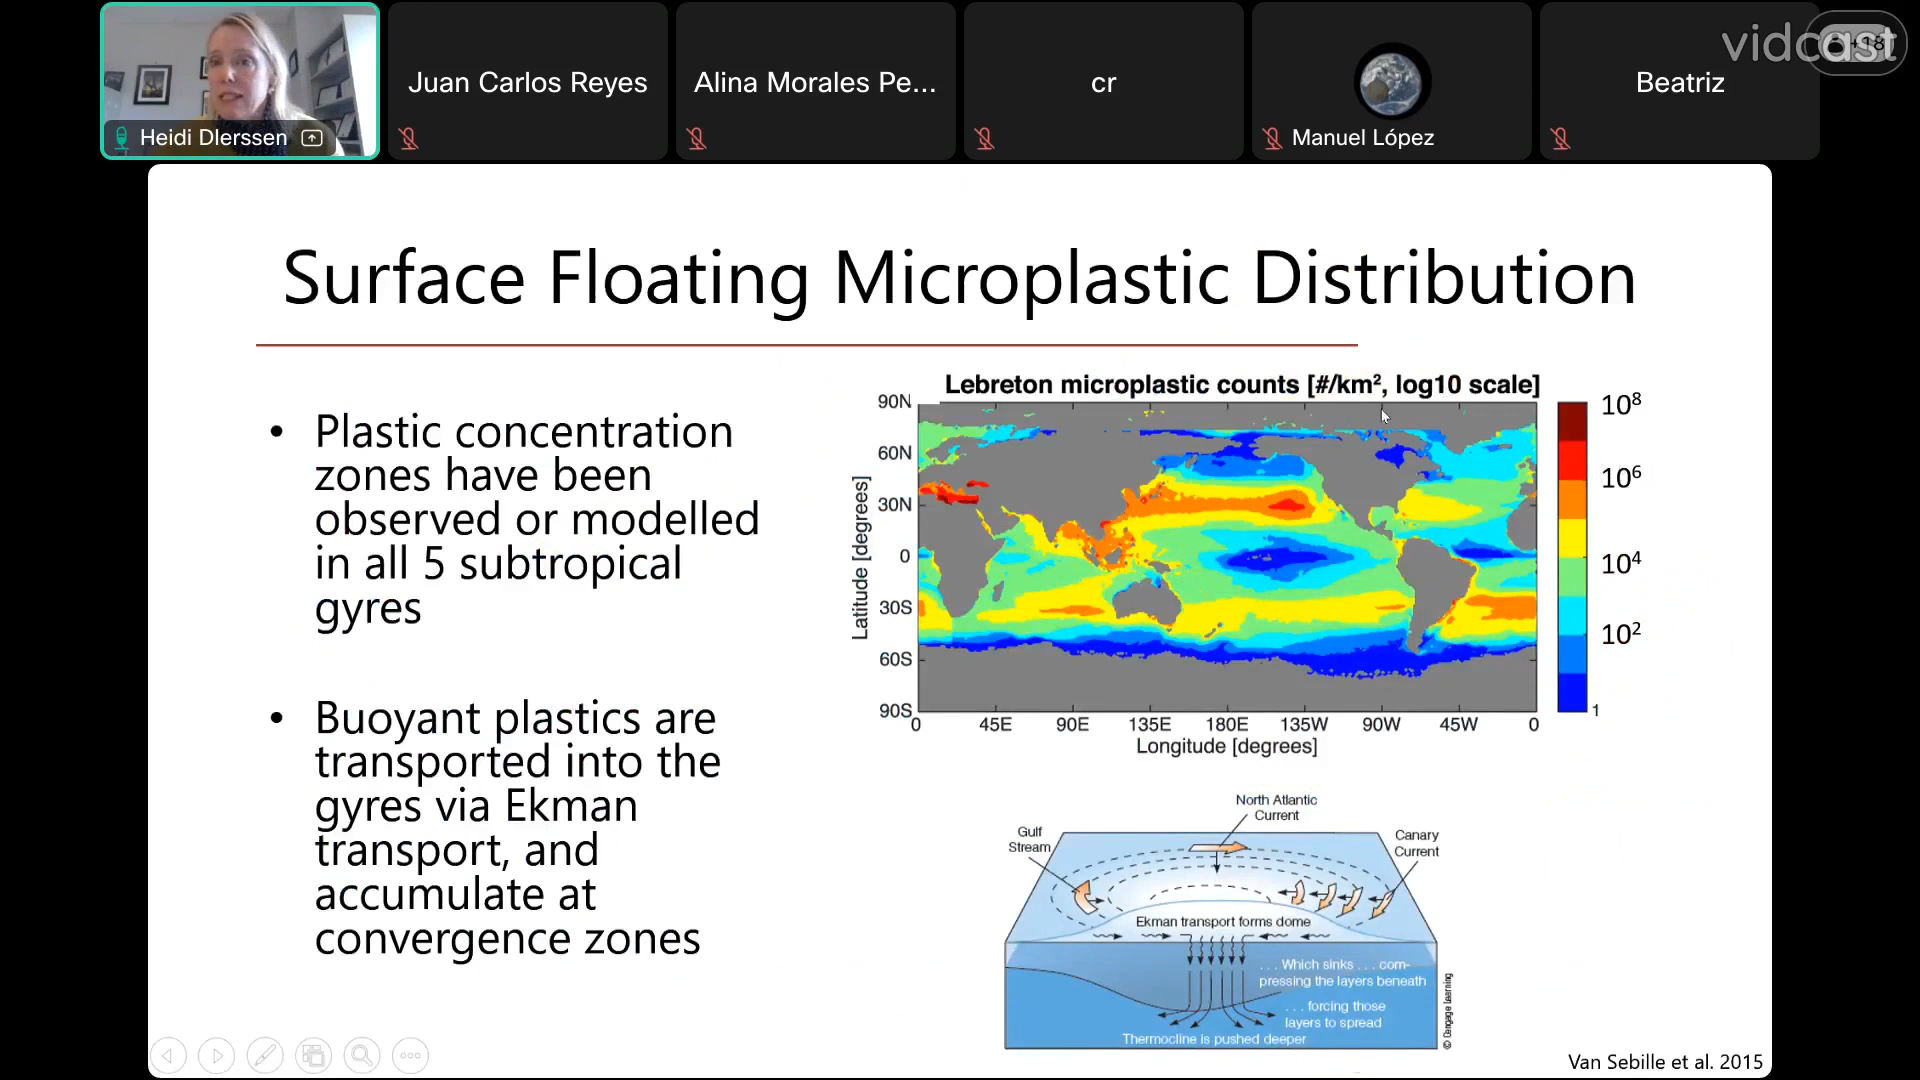 Juan Carlos Reyes
Alina Morales Pe...
cr
Beatriz
vidcast
Heidi DIerssen
Manuel López
Surface Floating Microplastic Distribution
• Plastic concentration
zones have been
observed or modelled
in all 5 subtropical
gyres
• Buoyant plastics are
transported into the
gyres via Ekman
transport, and
accumulate at
convergence zones
Lebreton microplastic counts [#/km², log10 scale]
Latitude [degrees]
90N
60N
30N
0
30S
60S
90S
0 45E 90E 135E 180E 135W 90W 45W 0
Longitude [degrees]
10⁸
10⁶
10⁴
10²
1
North Atlantic
Current
Gulf
Stream
Canary
Current
Ekman transport forms dome
. . . Which sinks . . . com-
pressing the layers beneath
. . . forcing those
layers to spread
Thermocline is pushed deeper
© Cengage learning
Van Sebille et al. 2015